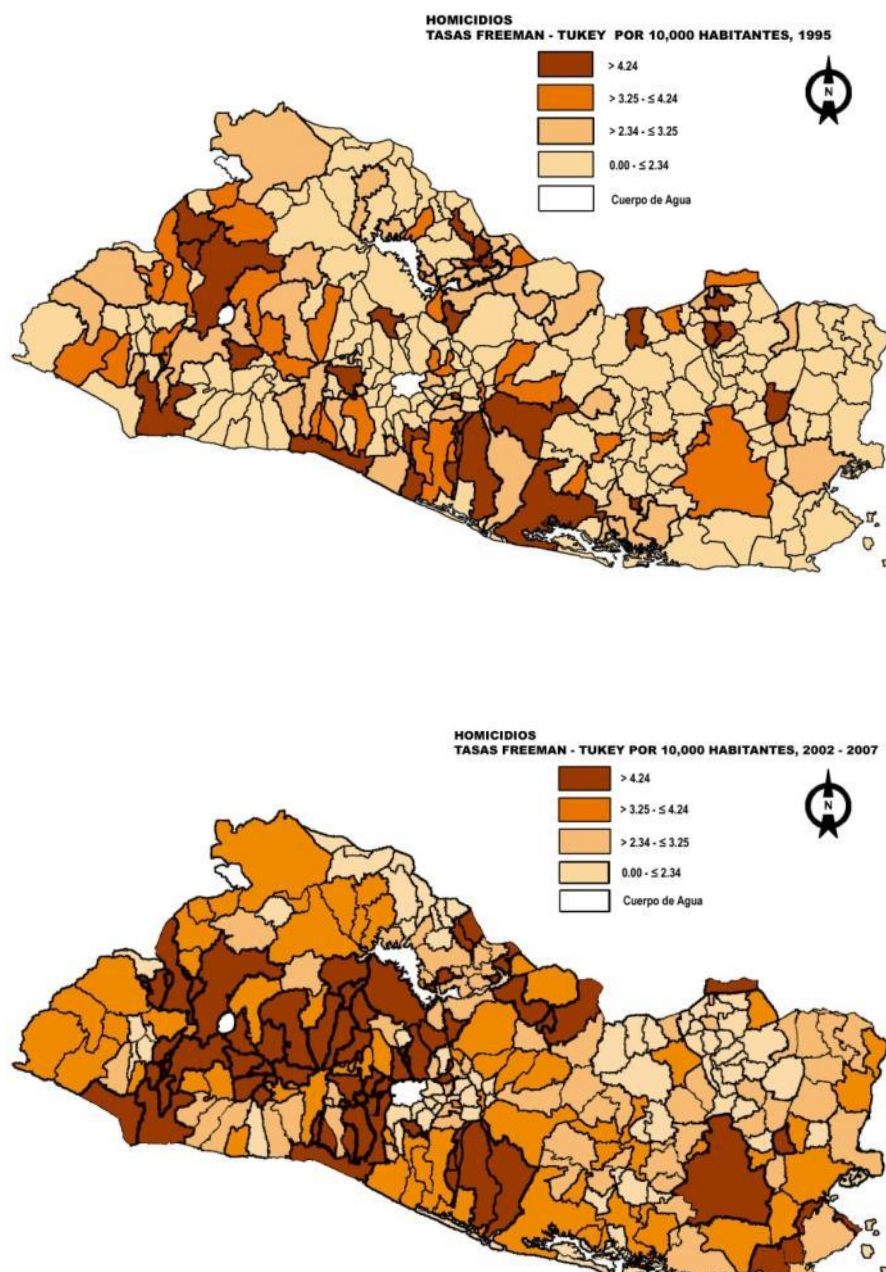 HOMICIDIOS
TASAS FREEMAN - TUKEY POR 10,000 HABITANTES, 1995
> 4.24
> 3.25 - ≤ 4.24
> 2.34 - ≤ 3.25
0.00 - ≤ 2.34
Cuerpo de Agua
N
HOMICIDIOS
TASAS FREEMAN - TUKEY POR 10,000 HABITANTES, 2002 - 2007
> 4.24
> 3.25 - ≤ 4.24
> 2.34 - ≤ 3.25
0.00 - ≤ 2.34
Cuerpo de Agua
N